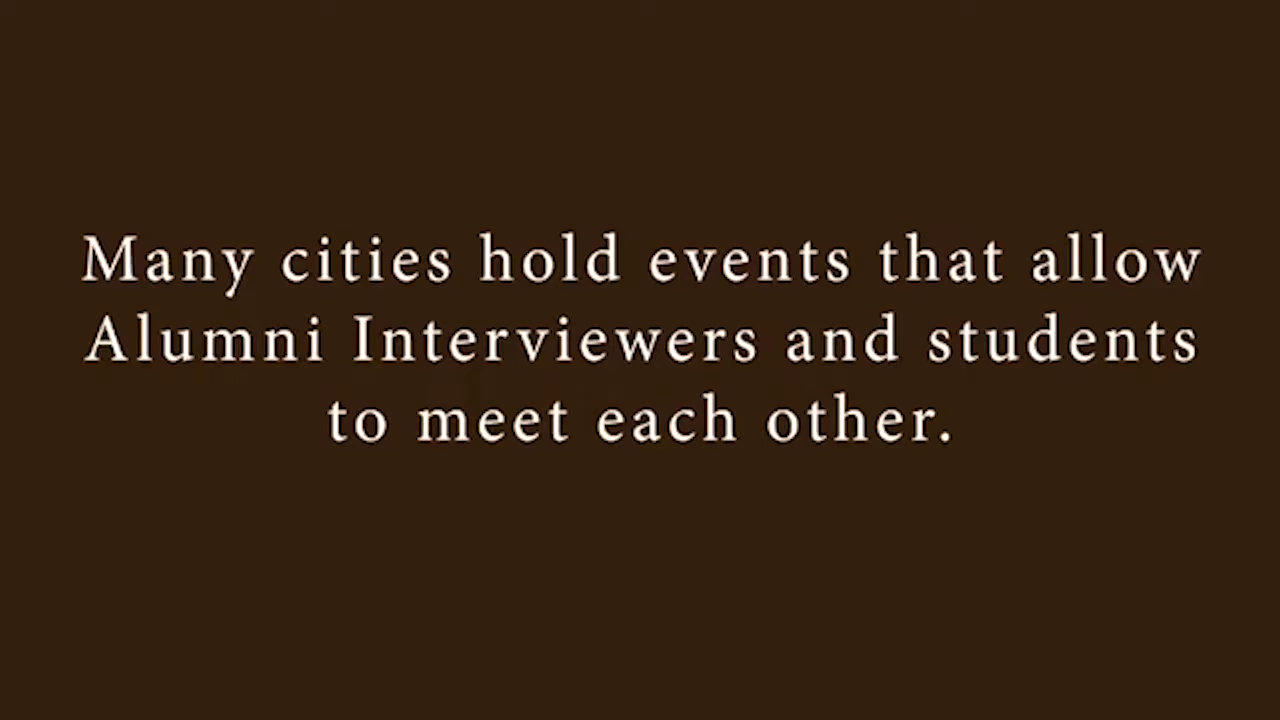 Many cities hold events that allow
Alumni Interviewers and students
to meet each other.